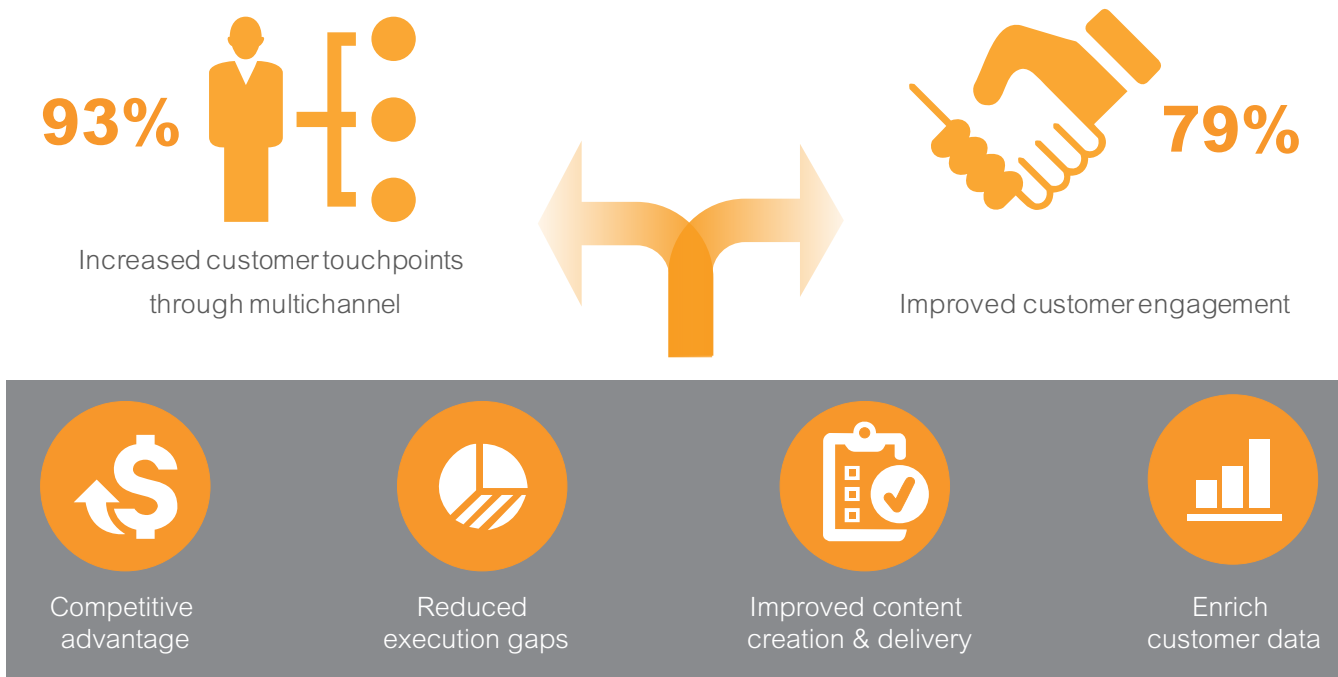 93%
Increased customer touchpoints
through multichannel
79%
Improved customer engagement
Competitive
advantage
Reduced
execution gaps
Improved content
creation & delivery
Enrich
customer data